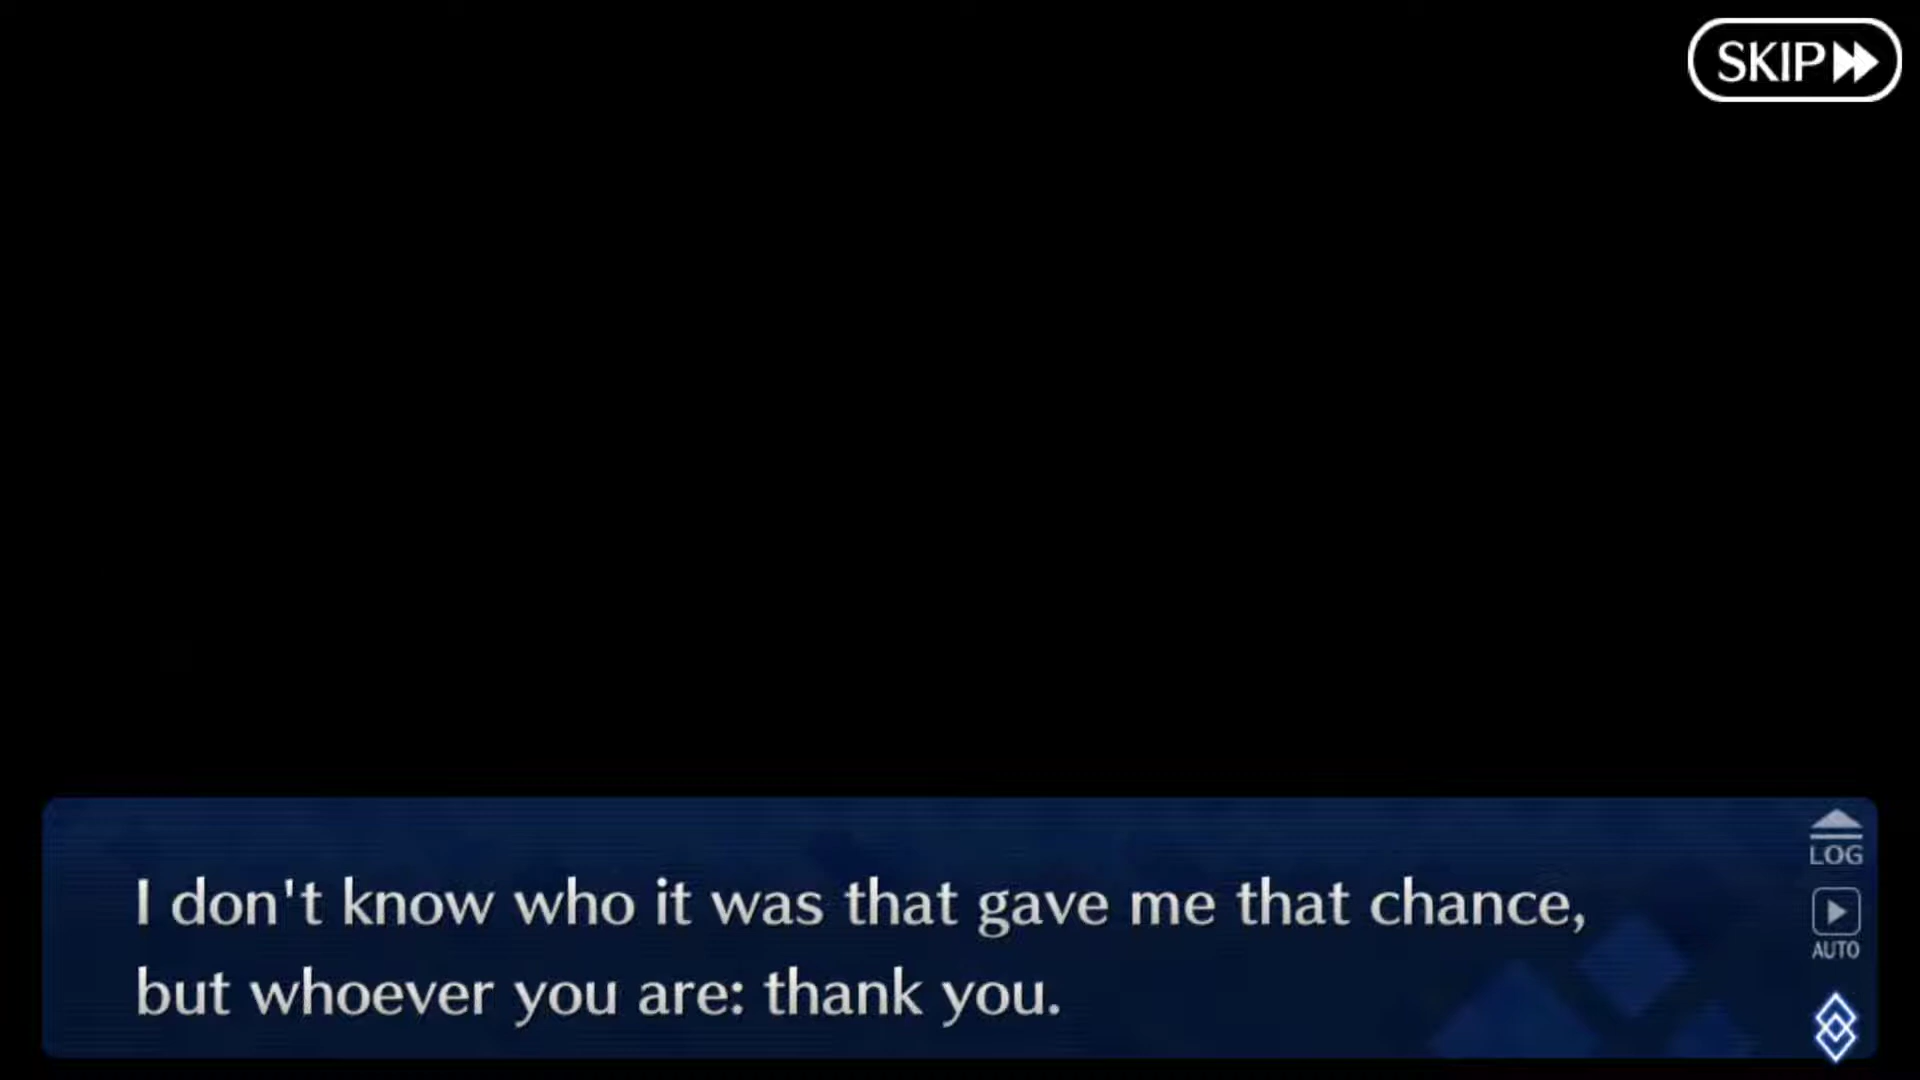 SKIP
LOG
I don't know who it was that gave me that chance,
but whoever you are: thank you.
AUTO